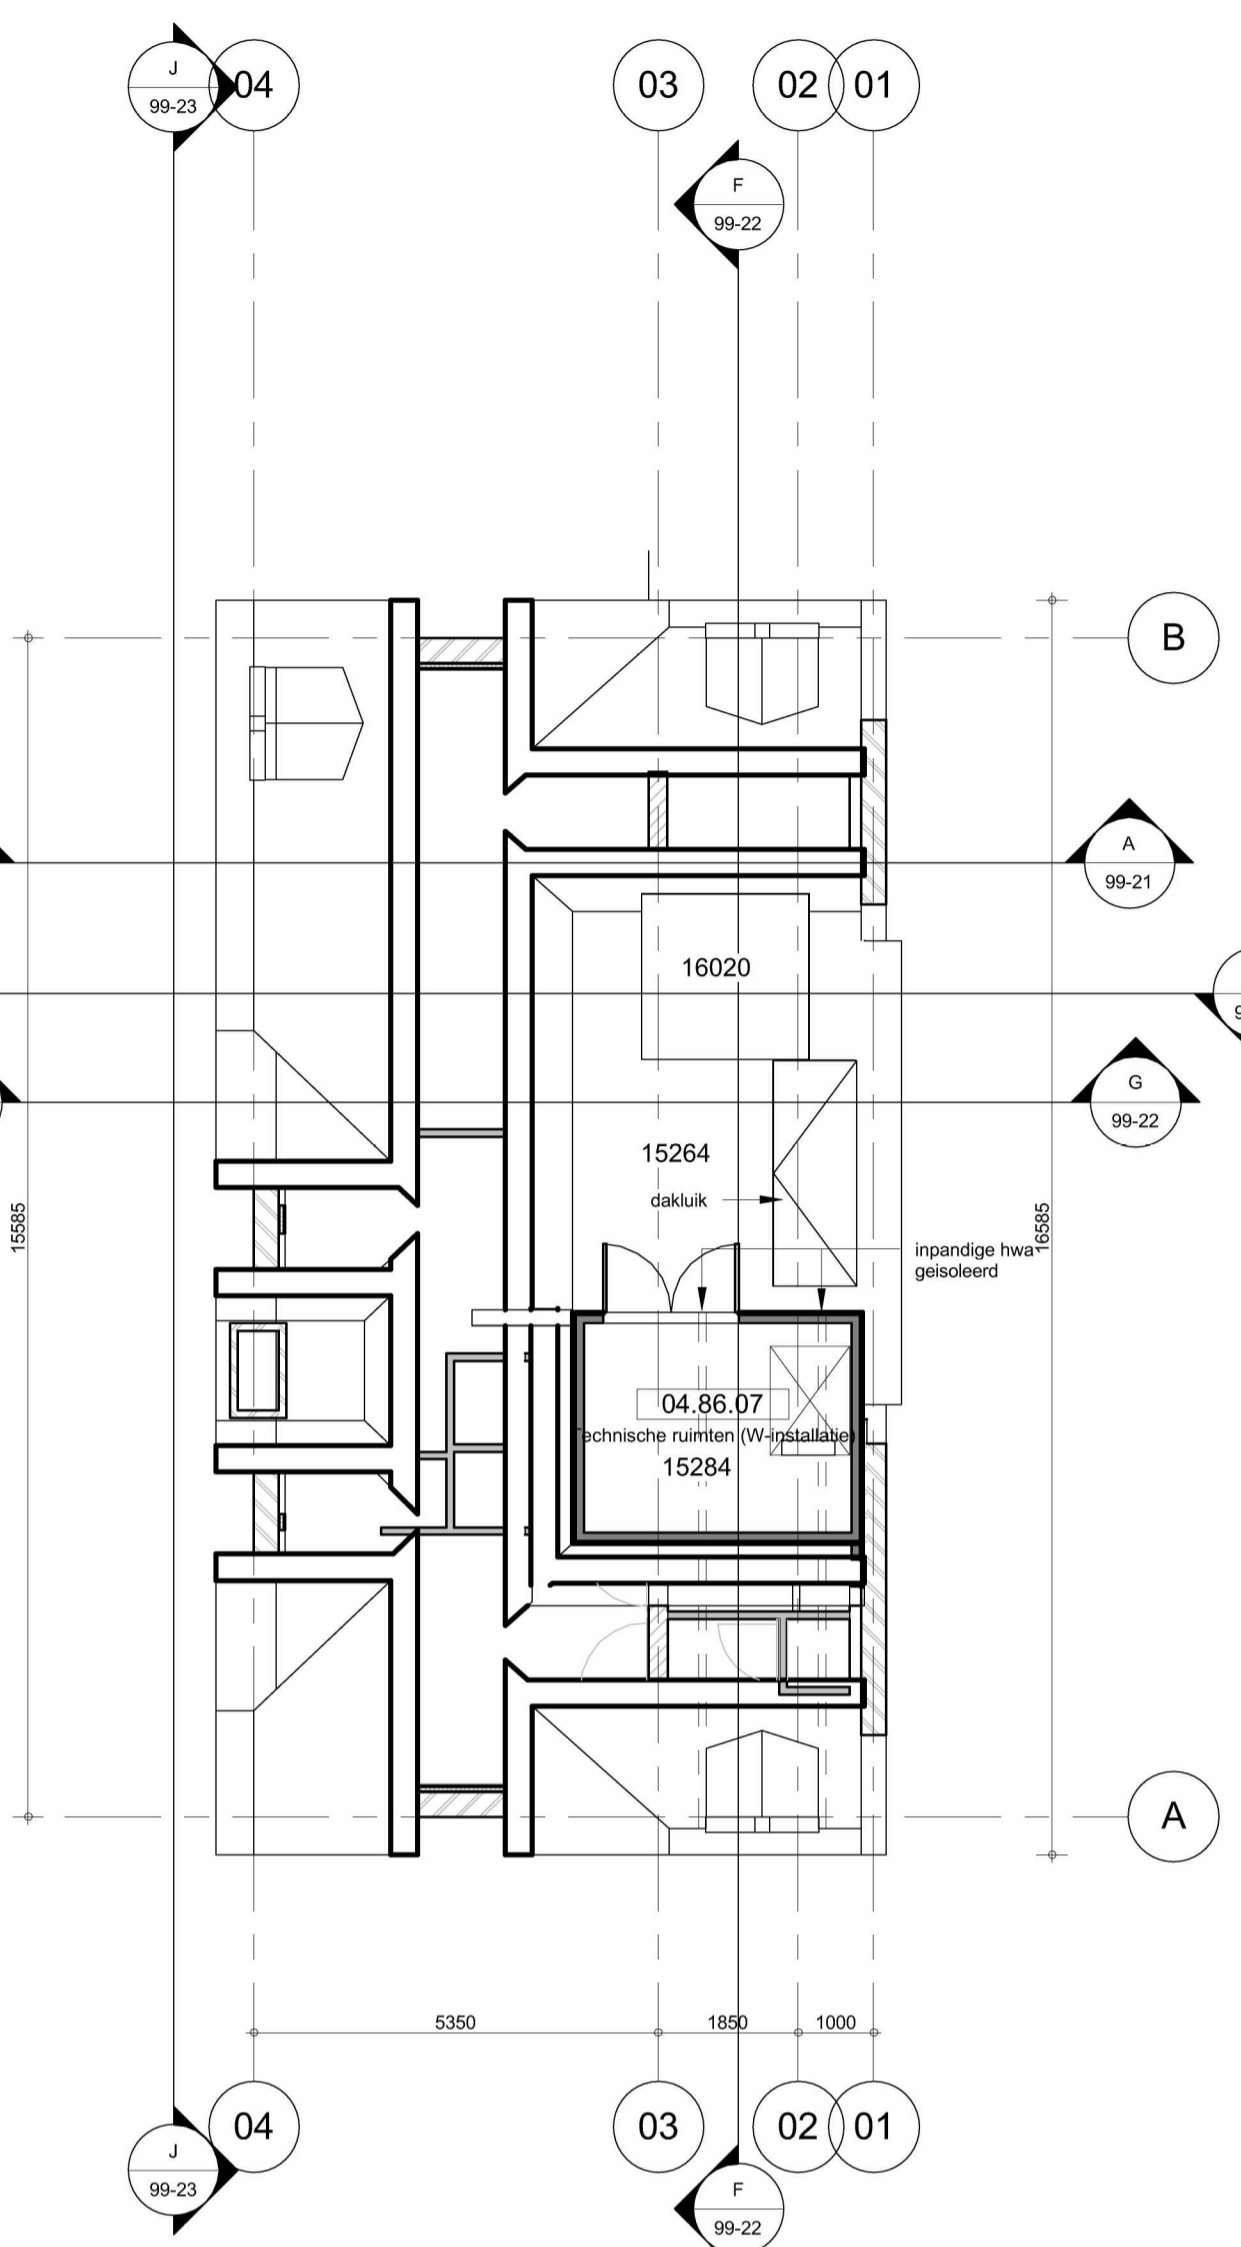 J
99-23
04
03
02
01
F
99-22
B
A
99-21
16020
9
G
99-22
15264
dakluik
15585
16585
inpandige hwa
geisoleerd
04.86.07
Technische ruimten (W-installatie)
15284
A
5350
1850
1000
04
03
02
01
J
99-23
F
99-22